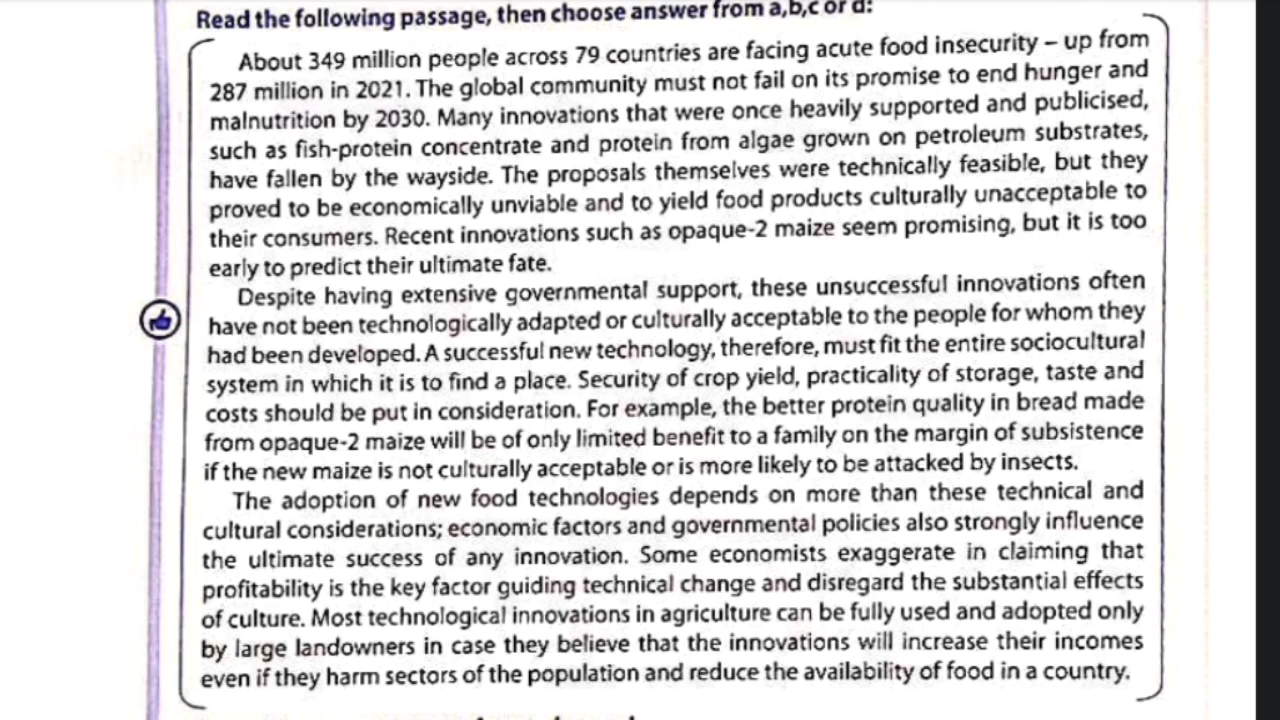 Read the following passage, then choose answer from a,b,c or d:
About 349 million people across 79 countries are facing acute food insecurity – up from
287 million in 2021. The global community must not fail on its promise to end hunger and
malnutrition by 2030. Many innovations that were once heavily supported and publicised,
such as fish-protein concentrate and protein from algae grown on petroleum substrates,
have fallen by the wayside. The proposals themselves were technically feasible, but they
proved to be economically unviable and to yield food products culturally unacceptable to
their consumers. Recent innovations such as opaque-2 maize seem promising, but it is too
early to predict their ultimate fate.
Despite having extensive governmental support, these unsuccessful innovations often
have not been technologically adapted or culturally acceptable to the people for whom they
had been developed. A successful new technology, therefore, must fit the entire sociocultural
system in which it is to find a place. Security of crop yield, practicality of storage, taste and
costs should be put in consideration. For example, the better protein quality in bread made
from opaque-2 maize will be of only limited benefit to a family on the margin of subsistence
if the new maize is not culturally acceptable or is more likely to be attacked by insects.
The adoption of new food technologies depends on more than these technical and
cultural considerations; economic factors and governmental policies also strongly influence
the ultimate success of any innovation. Some economists exaggerate in claiming that
profitability is the key factor guiding technical change and disregard the substantial effects
of culture. Most technological innovations in agriculture can be fully used and adopted only
by large landowners in case they believe that the innovations will increase their incomes
even if they harm sectors of the population and reduce the availability of food in a country.